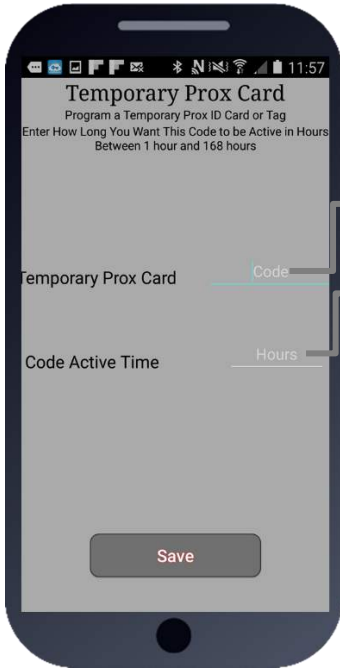 11:57
Temporary Prox Card
Program a Temporary Prox ID Card or Tag
Enter How Long You Want This Code to be Active in Hours
Between 1 hour and 168 hours
Temporary Prox Card
Code
Code Active Time
Hours
Save